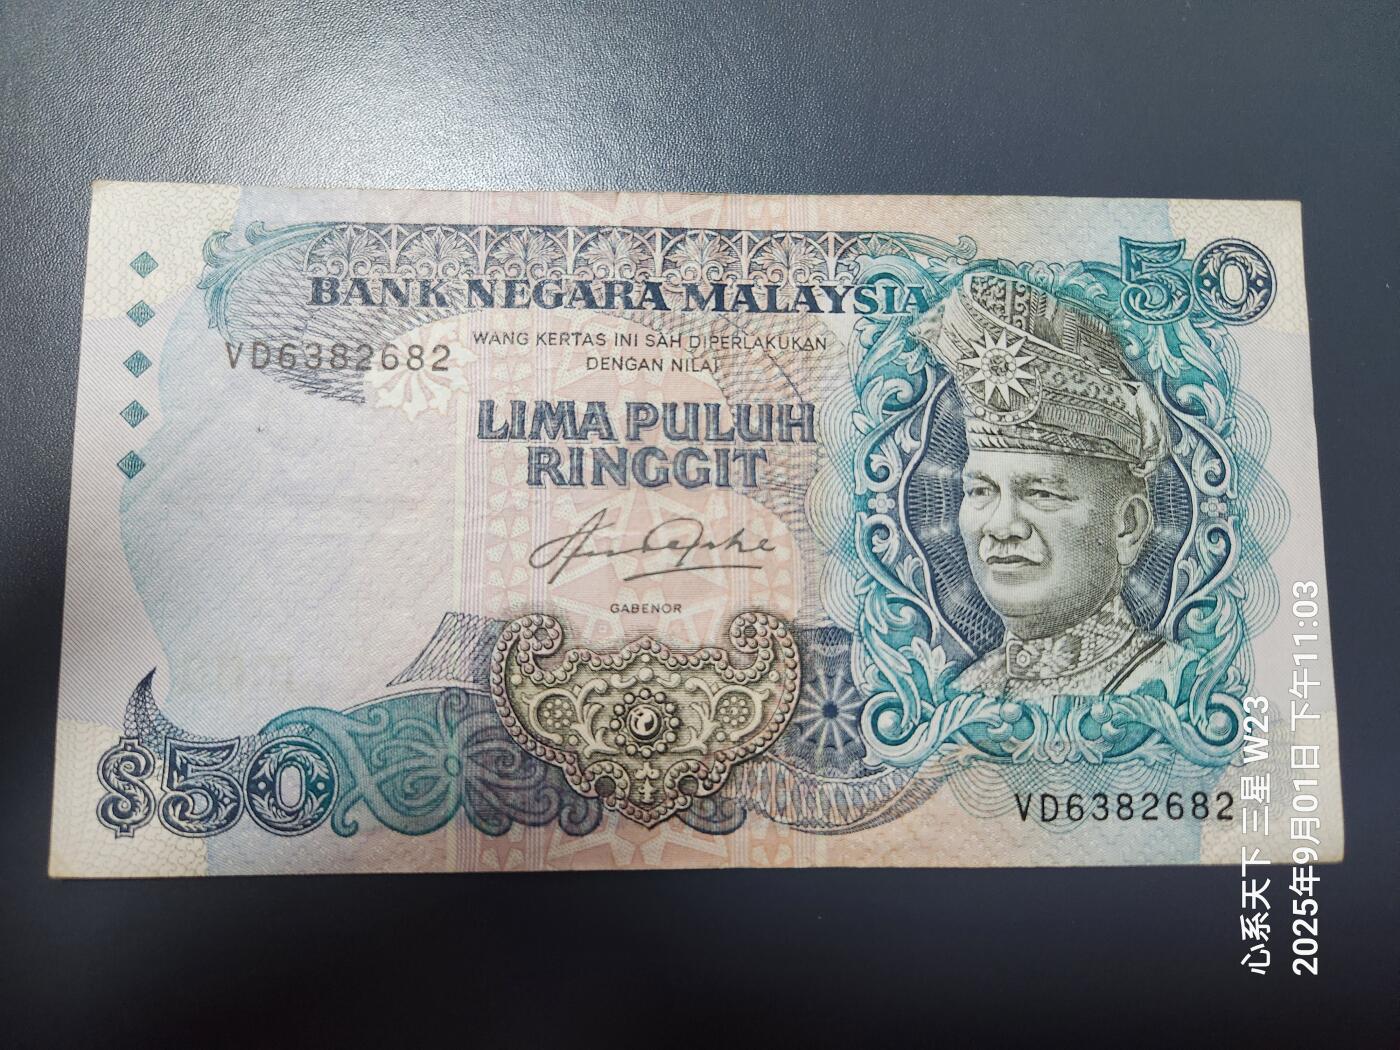 50
BANK NEGARA MALAYSIA
WANG KERTAS INI SAH DIPERLAKUKAN
DENGAN NILAI
VD6382682
LIMA PULUH
RINGGIT
GABENOR
$50
VD6382682
心系天下 三星 W23
2025年9月01日 下午11:03